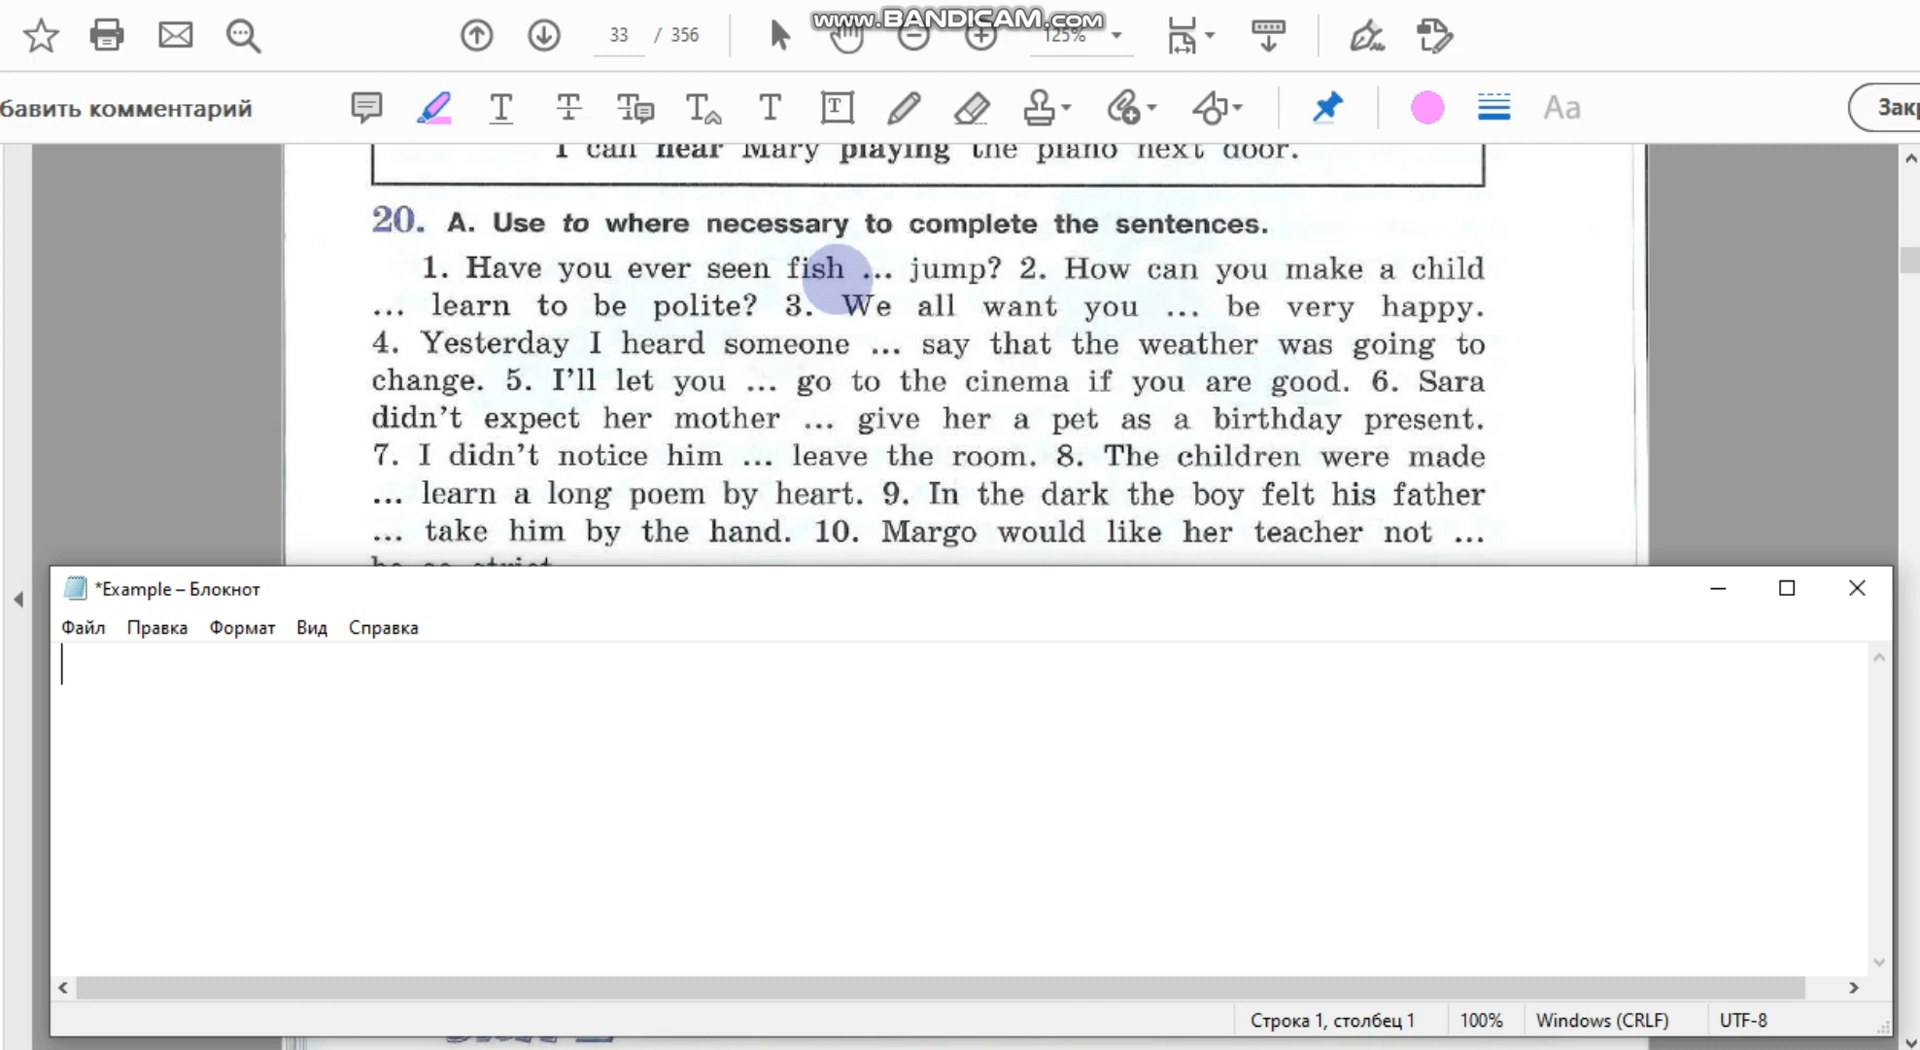 www.BANDICAM.com
33 / 356
125%
бавить комментарий
T T T T T T Aa
Зак
I can hear Mary playing the piano next door.
20. A. Use to where necessary to complete the sentences.
1. Have you ever seen fish ... jump? 2. How can you make a child
... learn to be polite? 3. We all want you ... be very happy.
4. Yesterday I heard someone ... say that the weather was going to
change. 5. I'll let you ... go to the cinema if you are good. 6. Sara
didn't expect her mother ... give her a pet as a birthday present.
7. I didn't notice him ... leave the room. 8. The children were made
... learn a long poem by heart. 9. In the dark the boy felt his father
... take him by the hand. 10. Margo would like her teacher not ...
be so strict
*Example – Блокнот
Файл Правка Формат Вид Справка
Строка 1, столбец 1 100% Windows (CRLF) UTF-8